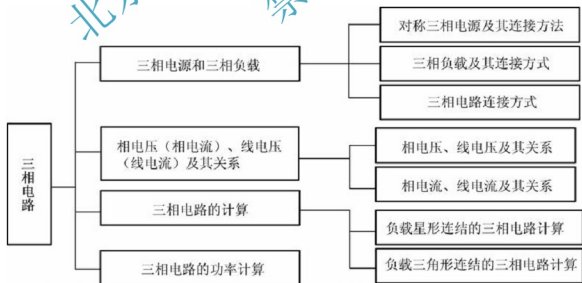 北京
三相电路
三相电源和三相负载
对称三相电源及其连接方法
三相负载及其连接方式
三相电路连接方式
相电压（相电流）、线电压
（线电流）及其关系
相电压、线电压及其关系
相电流、线电流及其关系
三相电路的计算
负载星形连结的三相电路计算
负载三角形连结的三相电路计算
三相电路的功率计算